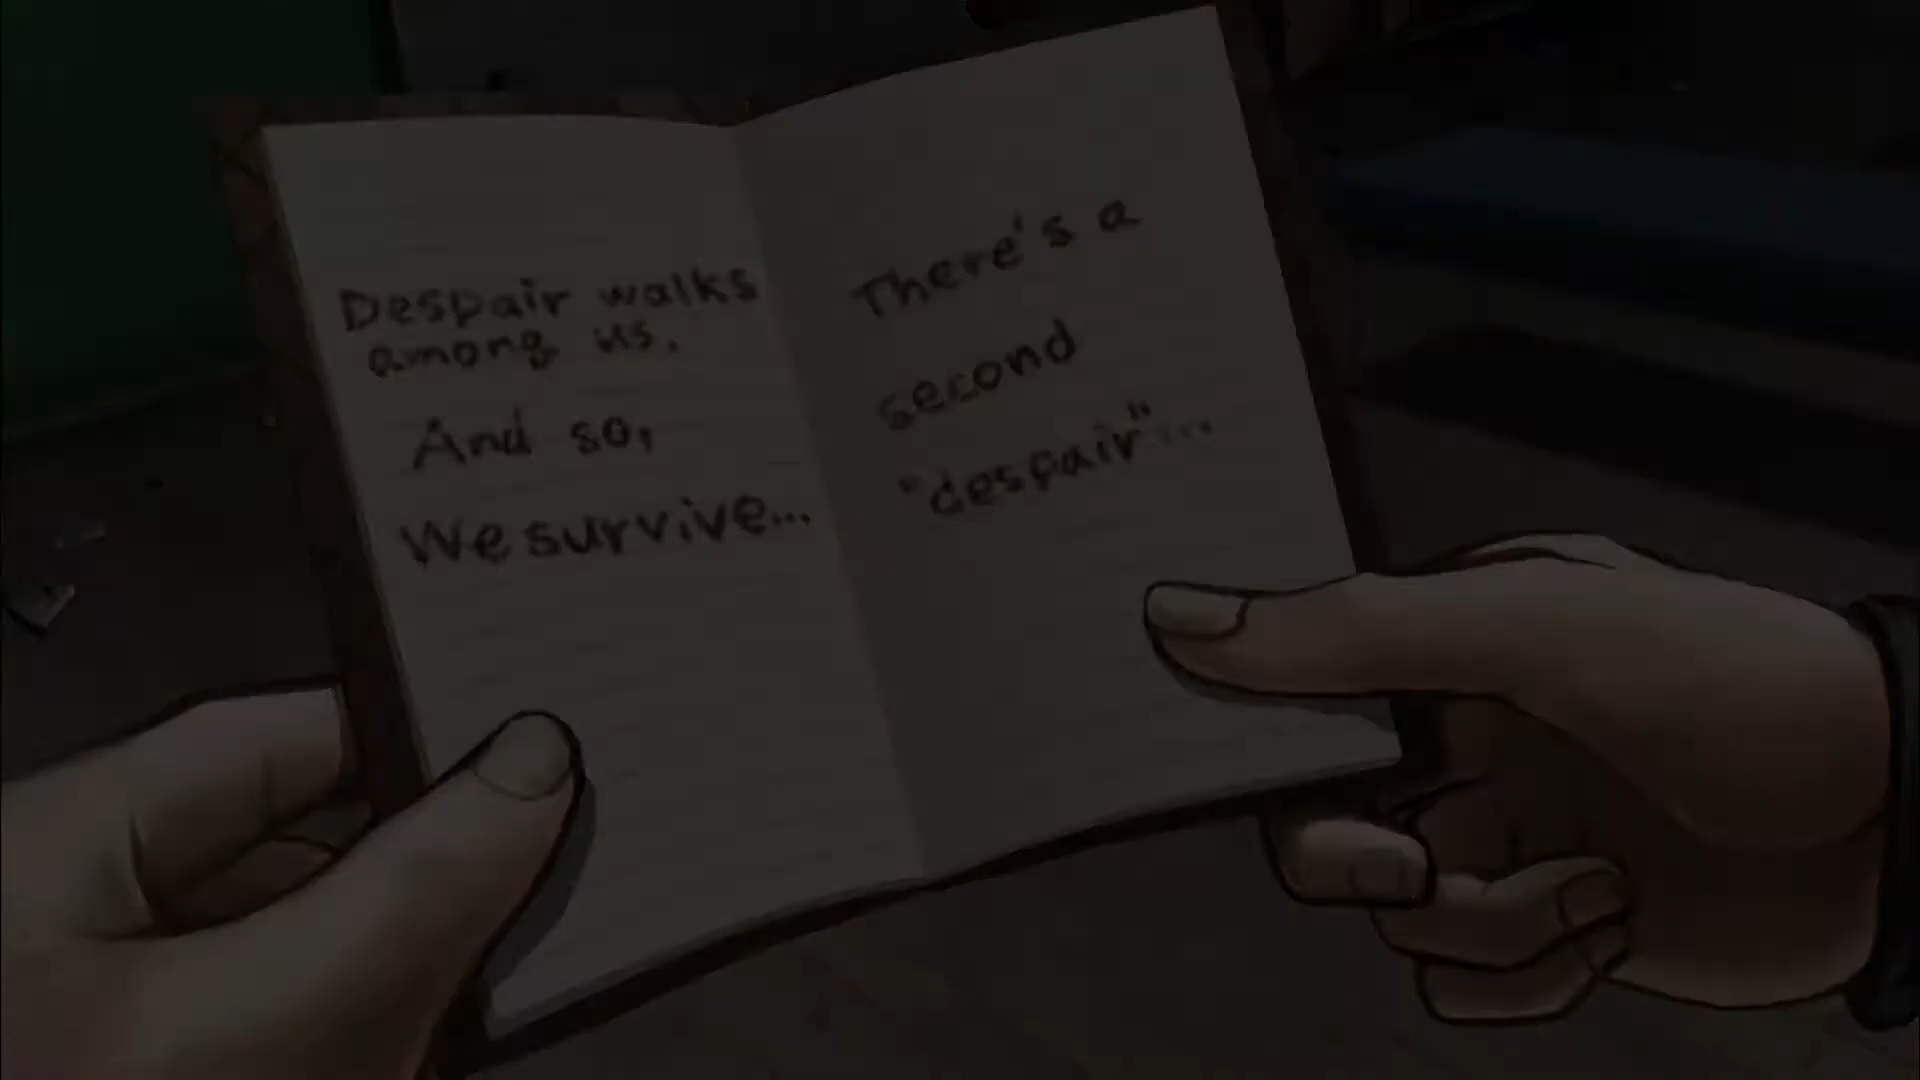 Despair walks
among us.
And so,
We survive...
There's a
second
"despair"...